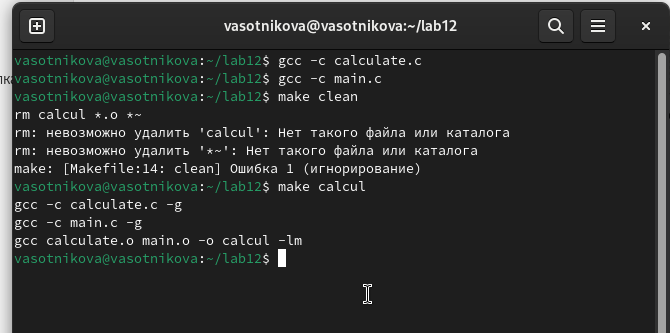 vasotnikova@vasotnikova:~/lab12
vasotnikova@vasotnikova:~/lab12$ gcc -c calculate.c
vasotnikova@vasotnikova:~/lab12$ gcc -c main.c
vasotnikova@vasotnikova:~/lab12$ make clean
rm calcul *.o *~
rm: невозможно удалить 'calcul': Нет такого файла или каталога
rm: невозможно удалить '*~': Нет такого файла или каталога
make: [Makefile:14: clean] Ошибка 1 (игнорирование)
vasotnikova@vasotnikova:~/lab12$ make calcul
gcc -c calculate.c -g
gcc -c main.c -g
gcc calculate.o main.o -o calcul -lm
vasotnikova@vasotnikova:~/lab12$